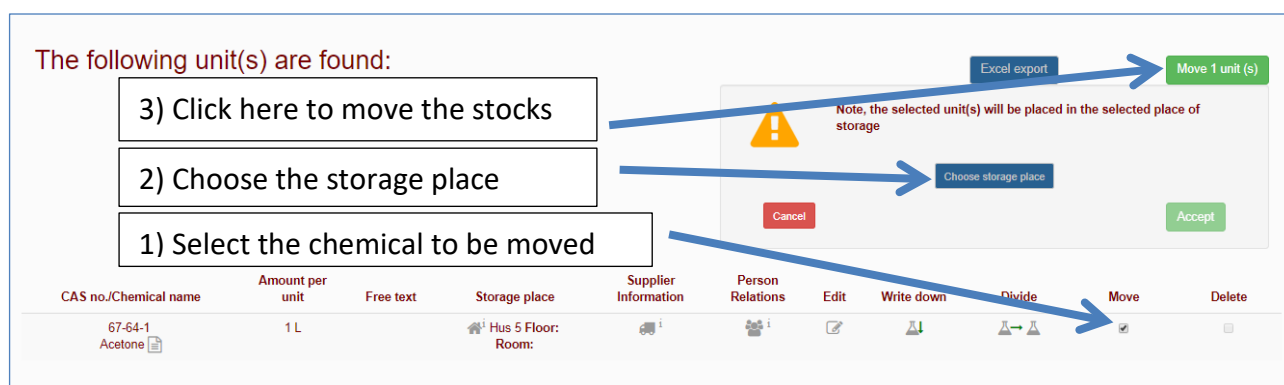 The following unit(s) are found:
Excel export
Move 1 unit (s)
3) Click here to move the stocks
Note, the selected unit(s) will be placed in the selected place of
storage
2) Choose the storage place
Choose storage place
1) Select the chemical to be moved
Cancel
Accept
CAS no./Chemical name
Amount per
unit
Free text
Storage place
Supplier
Information
Person
Relations
Edit
Write down
Divide
Move
Delete
67-64-1
Acetone
1 L
i Hus 5 Floor:
Room:
i
i